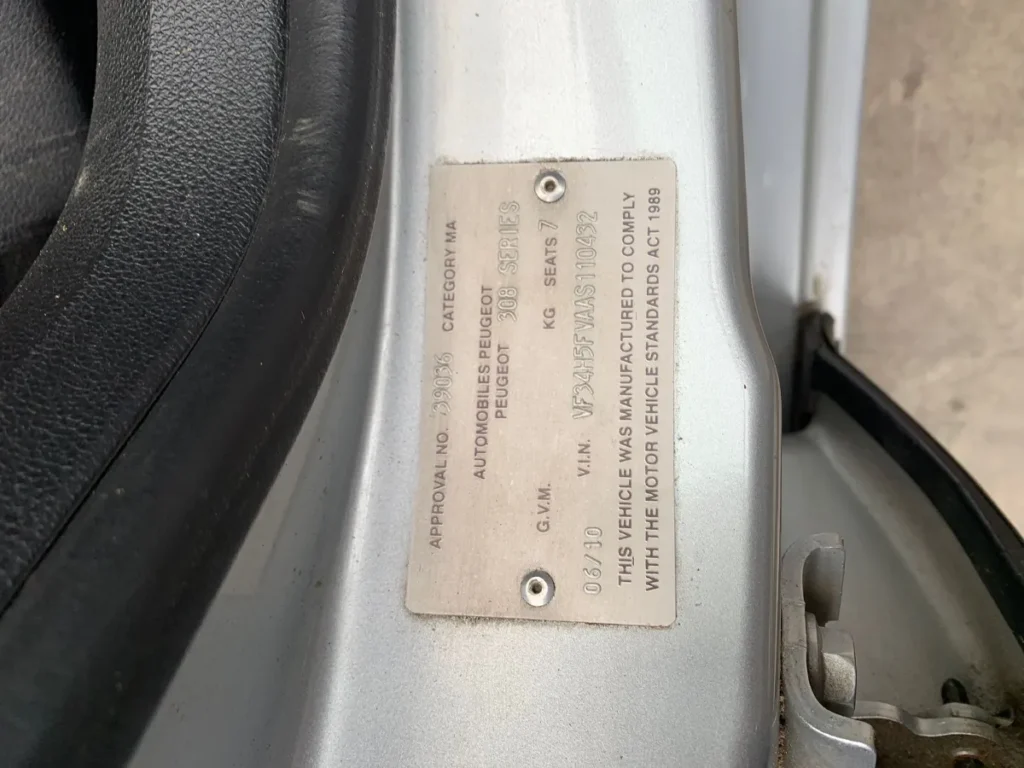 APPROVAL NO. 39036 CATEGORY MA
AUTOMOBILES PEUGEOT
PEUGEOT 308 SERIES
G.V.M. KG SEATS 7
V.I.N. VF34H5FVAAS110432
06/10
THIS VEHICLE WAS MANUFACTURED TO COMPLY
WITH THE MOTOR VEHICLE STANDARDS ACT 1989